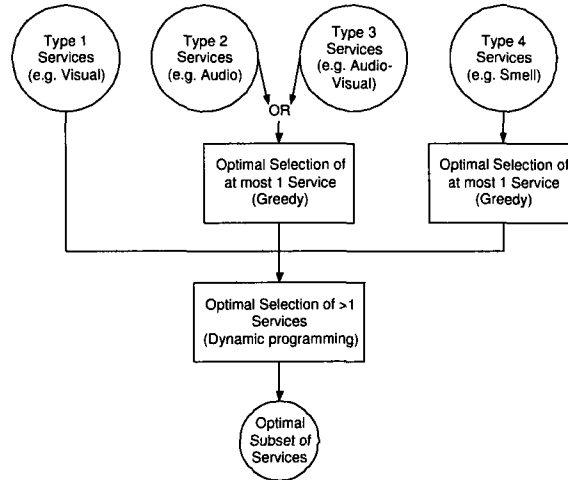 Type 1
Services
(e.g. Visual)
Type 2
Services
(e.g. Audio)
Type 3
Services
(e.g. Audio-
Visual)
Type 4
Services
(e.g. Smell)
OR
Optimal Selection of
at most 1 Service
(Greedy)
Optimal Selection of
at most 1 Service
(Greedy)
Optimal Selection of >1
Services
(Dynamic programming)
Optimal
Subset of
Services